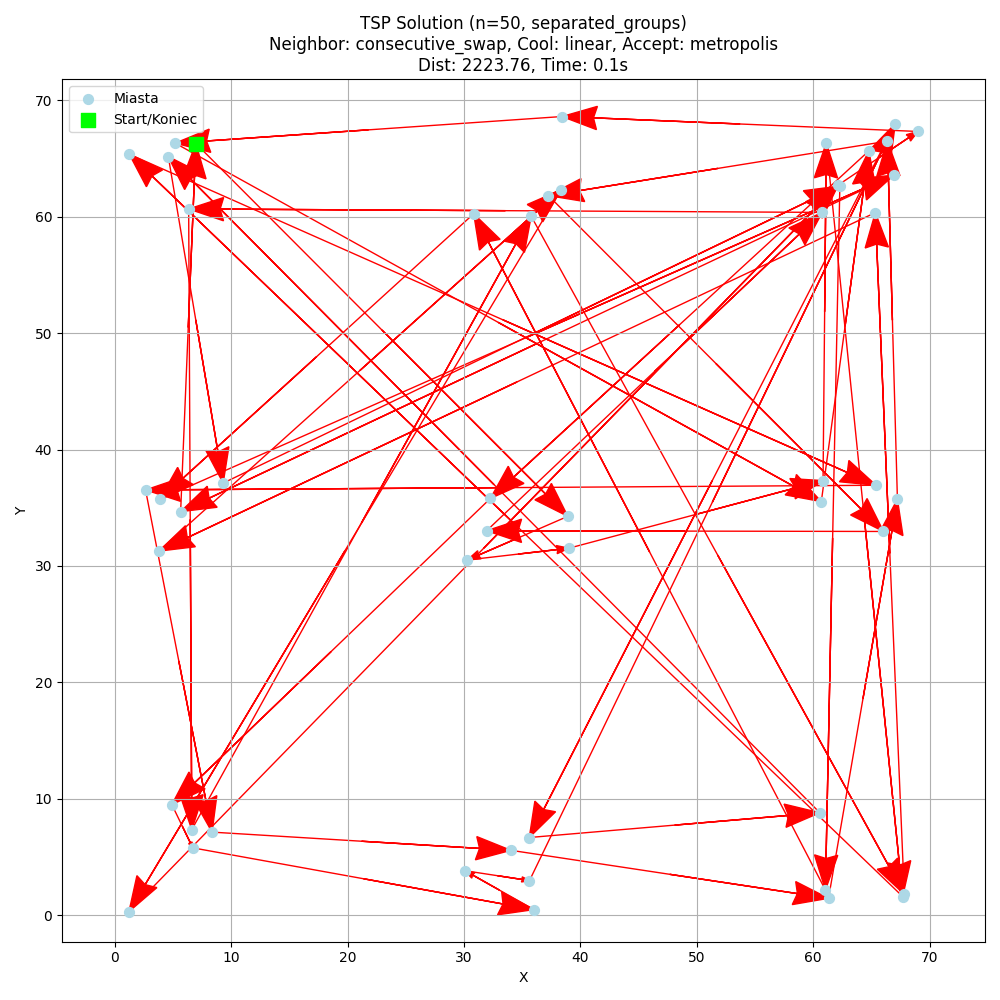 TSP Solution (n=50, separated_groups)
Neighbor: consecutive_swap, Cool: linear, Accept: metropolis
Dist: 2223.76, Time: 0.1s
Miasta
Start/Koniec
70
60
50
40
30
20
10
0
Y
0 10 20 30 40 50 60 70
X